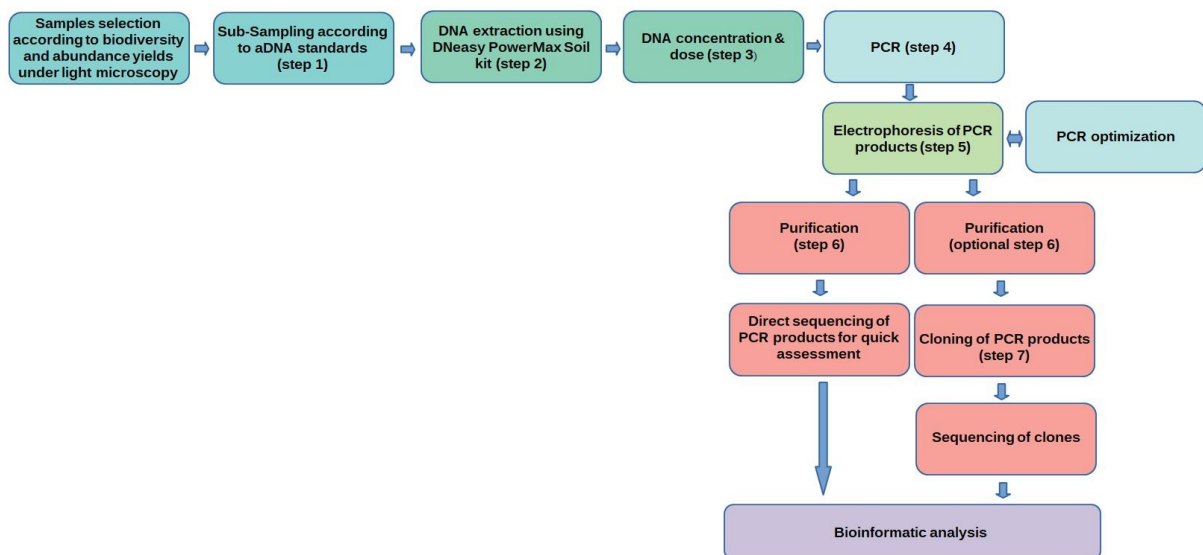 Samples selection
according to biodiversity
and abundance yields
under light microscopy
Sub-Sampling according
to aDNA standards
(step 1)
DNA extraction using
DNeasy PowerMax Soil
kit (step 2)
DNA concentration &
dose (step 3)
PCR (step 4)
Electrophoresis of PCR
products (step 5)
PCR optimization
Purification
(step 6)
Purification
(optional step 6)
Direct sequencing of
PCR products for quick
assessment
Cloning of PCR products
(step 7)
Sequencing of clones
Bioinformatic analysis